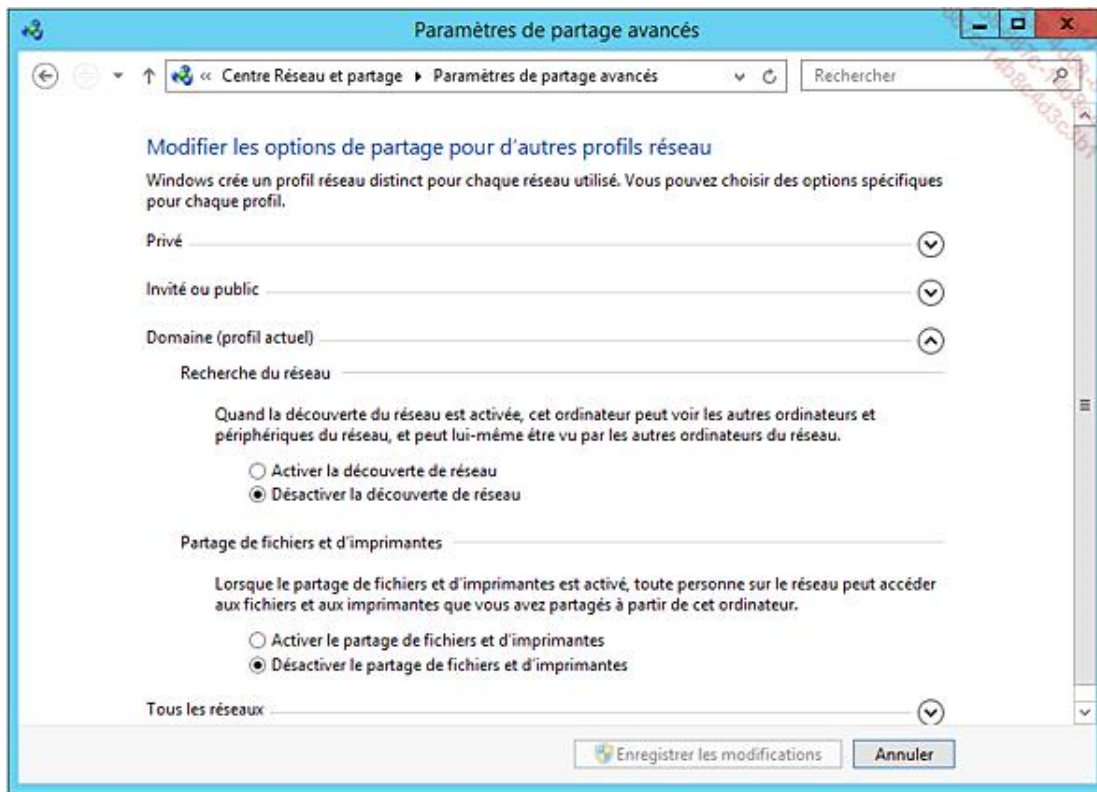 Paramètres de partage avancés
« Centre Réseau et partage Paramètres de partage avancés
Rechercher
Modifier les options de partage pour d'autres profils réseau
Windows crée un profil réseau distinct pour chaque réseau utilisé. Vous pouvez choisir des options spécifiques
pour chaque profil.
Privé
Invité ou public
Domaine (profil actuel)
Recherche du réseau
Quand la découverte du réseau est activée, cet ordinateur peut voir les autres ordinateurs et
périphériques du réseau, et peut lui-même être vu par les autres ordinateurs du réseau.
Activer la découverte de réseau
Désactiver la découverte de réseau
Partage de fichiers et d'imprimantes
Lorsque le partage de fichiers et d'imprimantes est activé, toute personne sur le réseau peut accéder
aux fichiers et aux imprimantes que vous avez partagés à partir de cet ordinateur.
Activer le partage de fichiers et d'imprimantes
Désactiver le partage de fichiers et d'imprimantes
Tous les réseaux
Enregistrer les modifications
Annuler